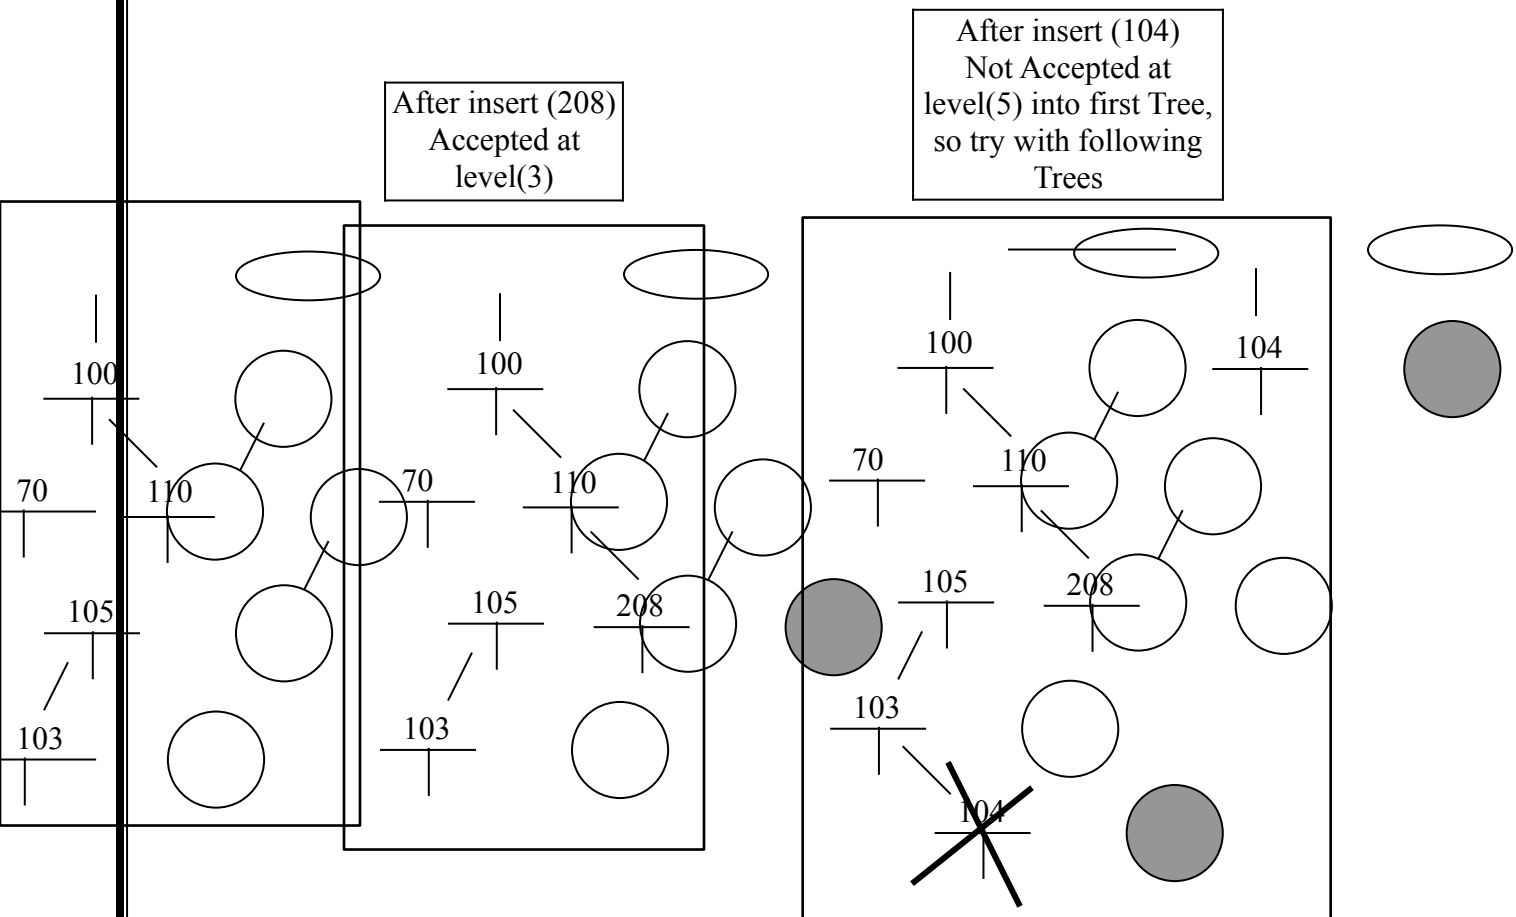 After insert (208)
Accepted at
level(3)
After insert (104)
Not Accepted at
level(5) into first Tree,
so try with following
Trees
100
70
110
105
103
100
70
110
105
208
103
100
104
70
110
105
208
103
104